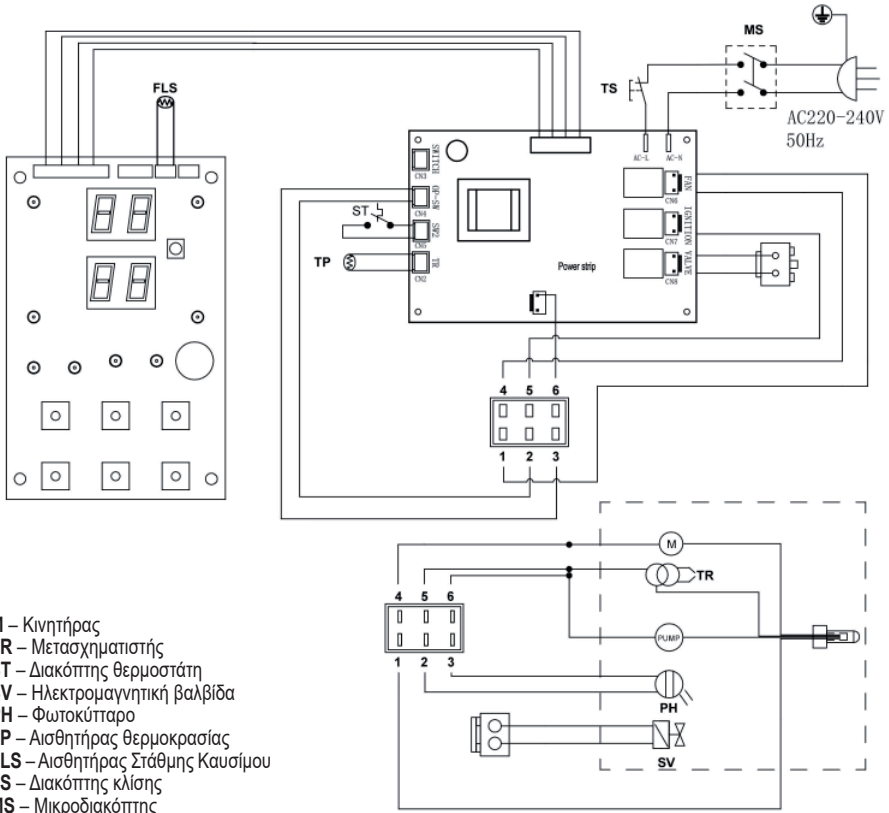 MS
FLS
TS
AC220-240V
50Hz
AC-L AC-N
SWITCH
CN3
OP-SW
CN4
ST
SW2
CN5
TP
TR
CN2
FAN
CN6
IGNITION
CN7
VALVE
CN8
Power strip
4 5 6
1 2 3
M
TR
4 5 6
PUMP
1 2 3
PH
SV
– Κινητήρας
R – Μετασχηματιστής
T – Διακόπτης θερμοστάτη
V – Ηλεκτρομαγνητική βαλβίδα
H – Φωτοκύτταρο
P – Αισθητήρας θερμοκρασίας
LS – Αισθητήρας Στάθμης Καυσίμου
S – Διακόπτης κλίσης
MS – Μικροδιακόπτης